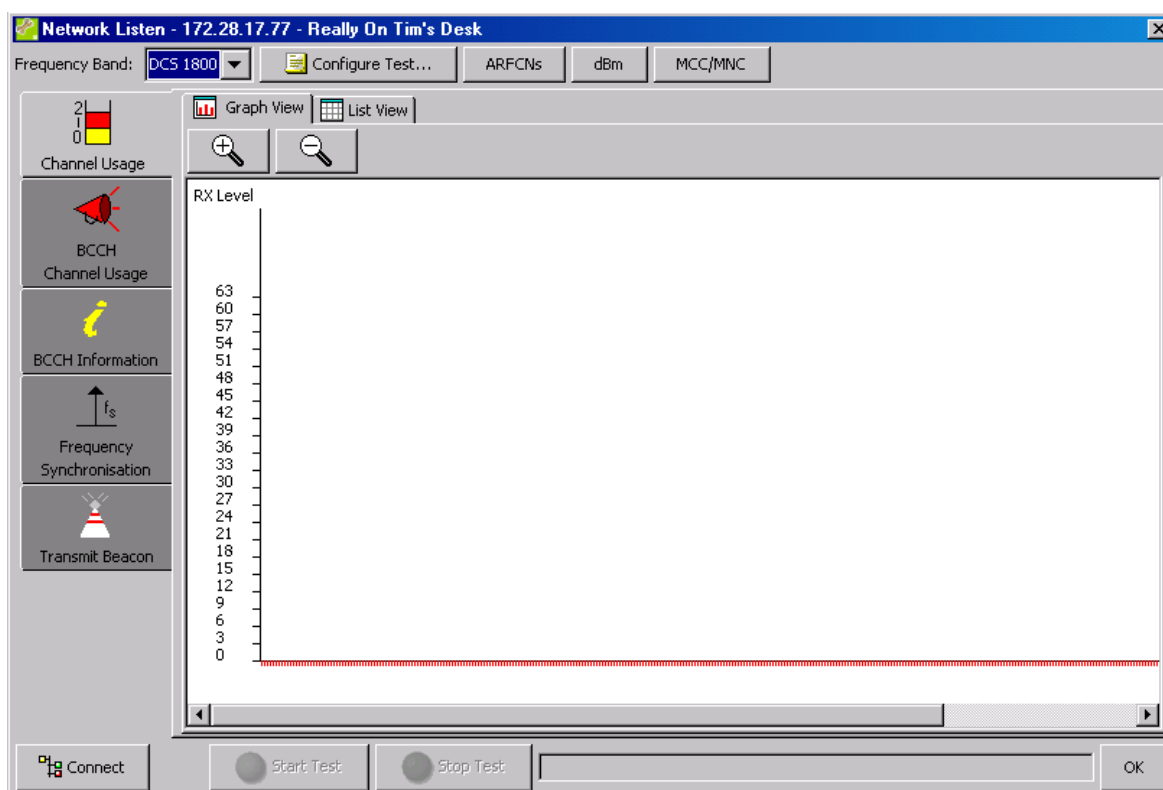 Network Listen - 172.28.17.77 - Really On Tim's Desk
Frequency Band: DCS 1800 Configure Test... ARFCNs dBm MCC/MNC
2
1
0
Channel Usage
BCCH
Channel Usage
i
BCCH Information
fs
Frequency
Synchronisation
Transmit Beacon
Graph View List View
RX Level
63
60
57
54
51
48
45
42
39
36
33
30
27
24
21
18
15
12
9
6
3
0
Connect Start Test Stop Test OK